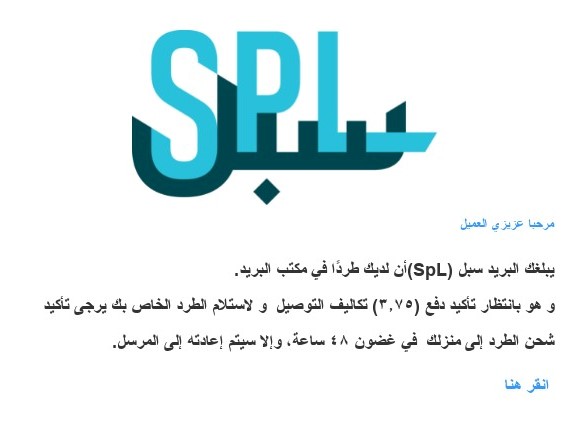 SPL
سبل
مرحبا عزيزي العميل
يبلغك البريد سبل (SpL)أن لديك طردًا في مكتب البريد.
و هو بانتظار تأكيد دفع (٣,٧٥) تكاليف التوصيل و لاستلام الطرد الخاص بك يرجى تأكيد
شحن الطرد إلى منزلك في غضون ٤٨ ساعة، وإلا سيتم إعادته إلى المرسل.
انقر هنا